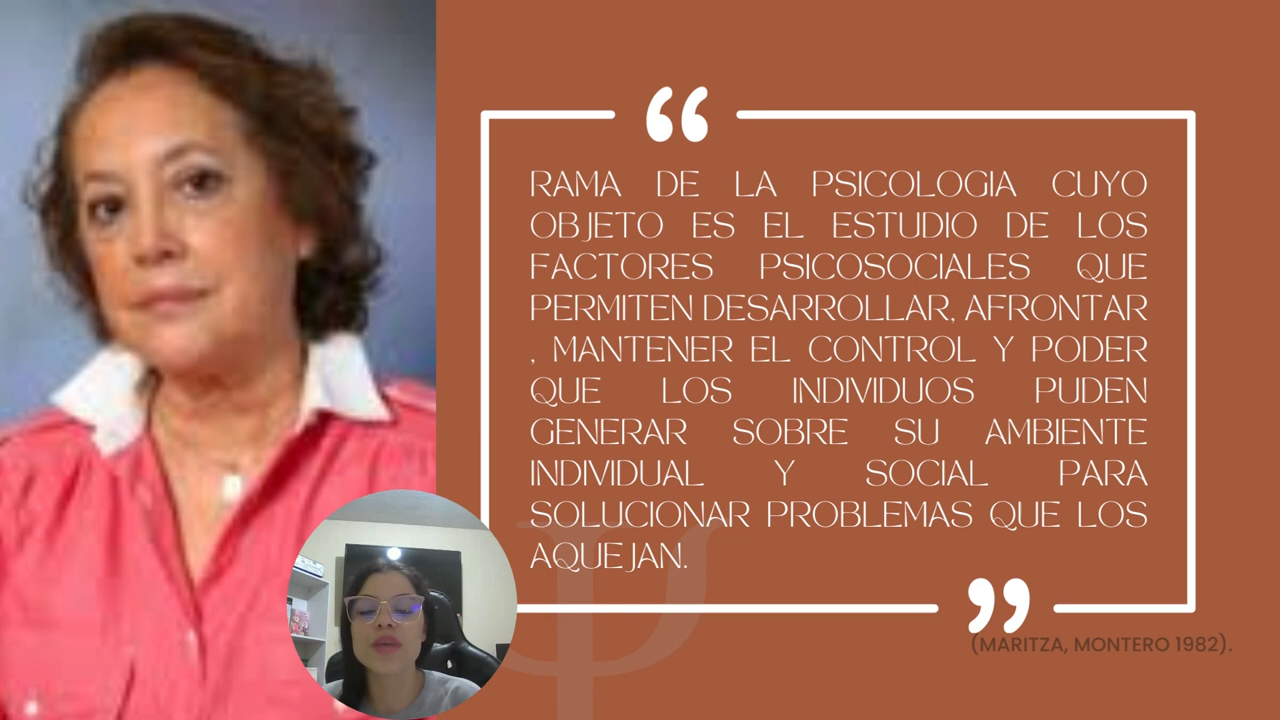 RAMA DE LA PSICOLOGIA CUYO
OBJETO ES EL ESTUDIO DE LOS
FACTORES PSICOSOCIALES QUE
PERMITEN DESARROLLAR, AFRONTAR
, MANTENER EL CONTROL Y PODER
QUE LOS INDIVIDUOS PUDEN
GENERAR SOBRE SU AMBIENTE
INDIVIDUAL Y SOCIAL PARA
SOLUCIONAR PROBLEMAS QUE LOS
AQUEJAN.
(MARITZA, MONTERO 1982).